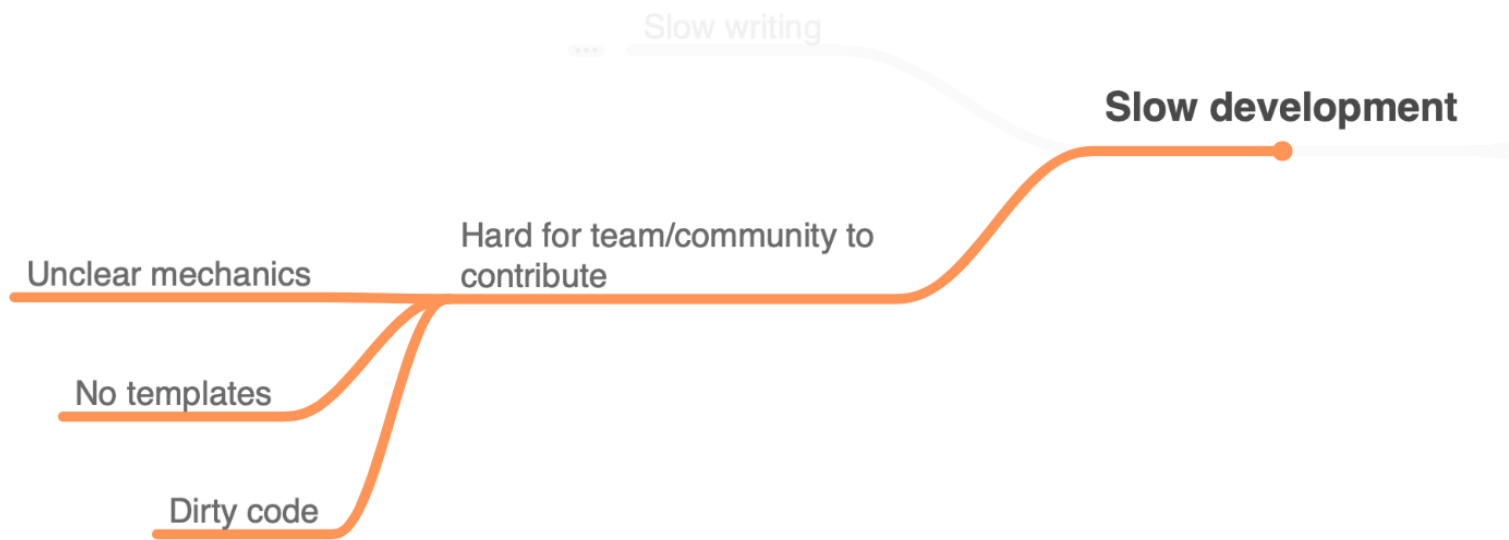 Slow writing
Slow development
Hard for team/community to
contribute
Unclear mechanics
No templates
Dirty code